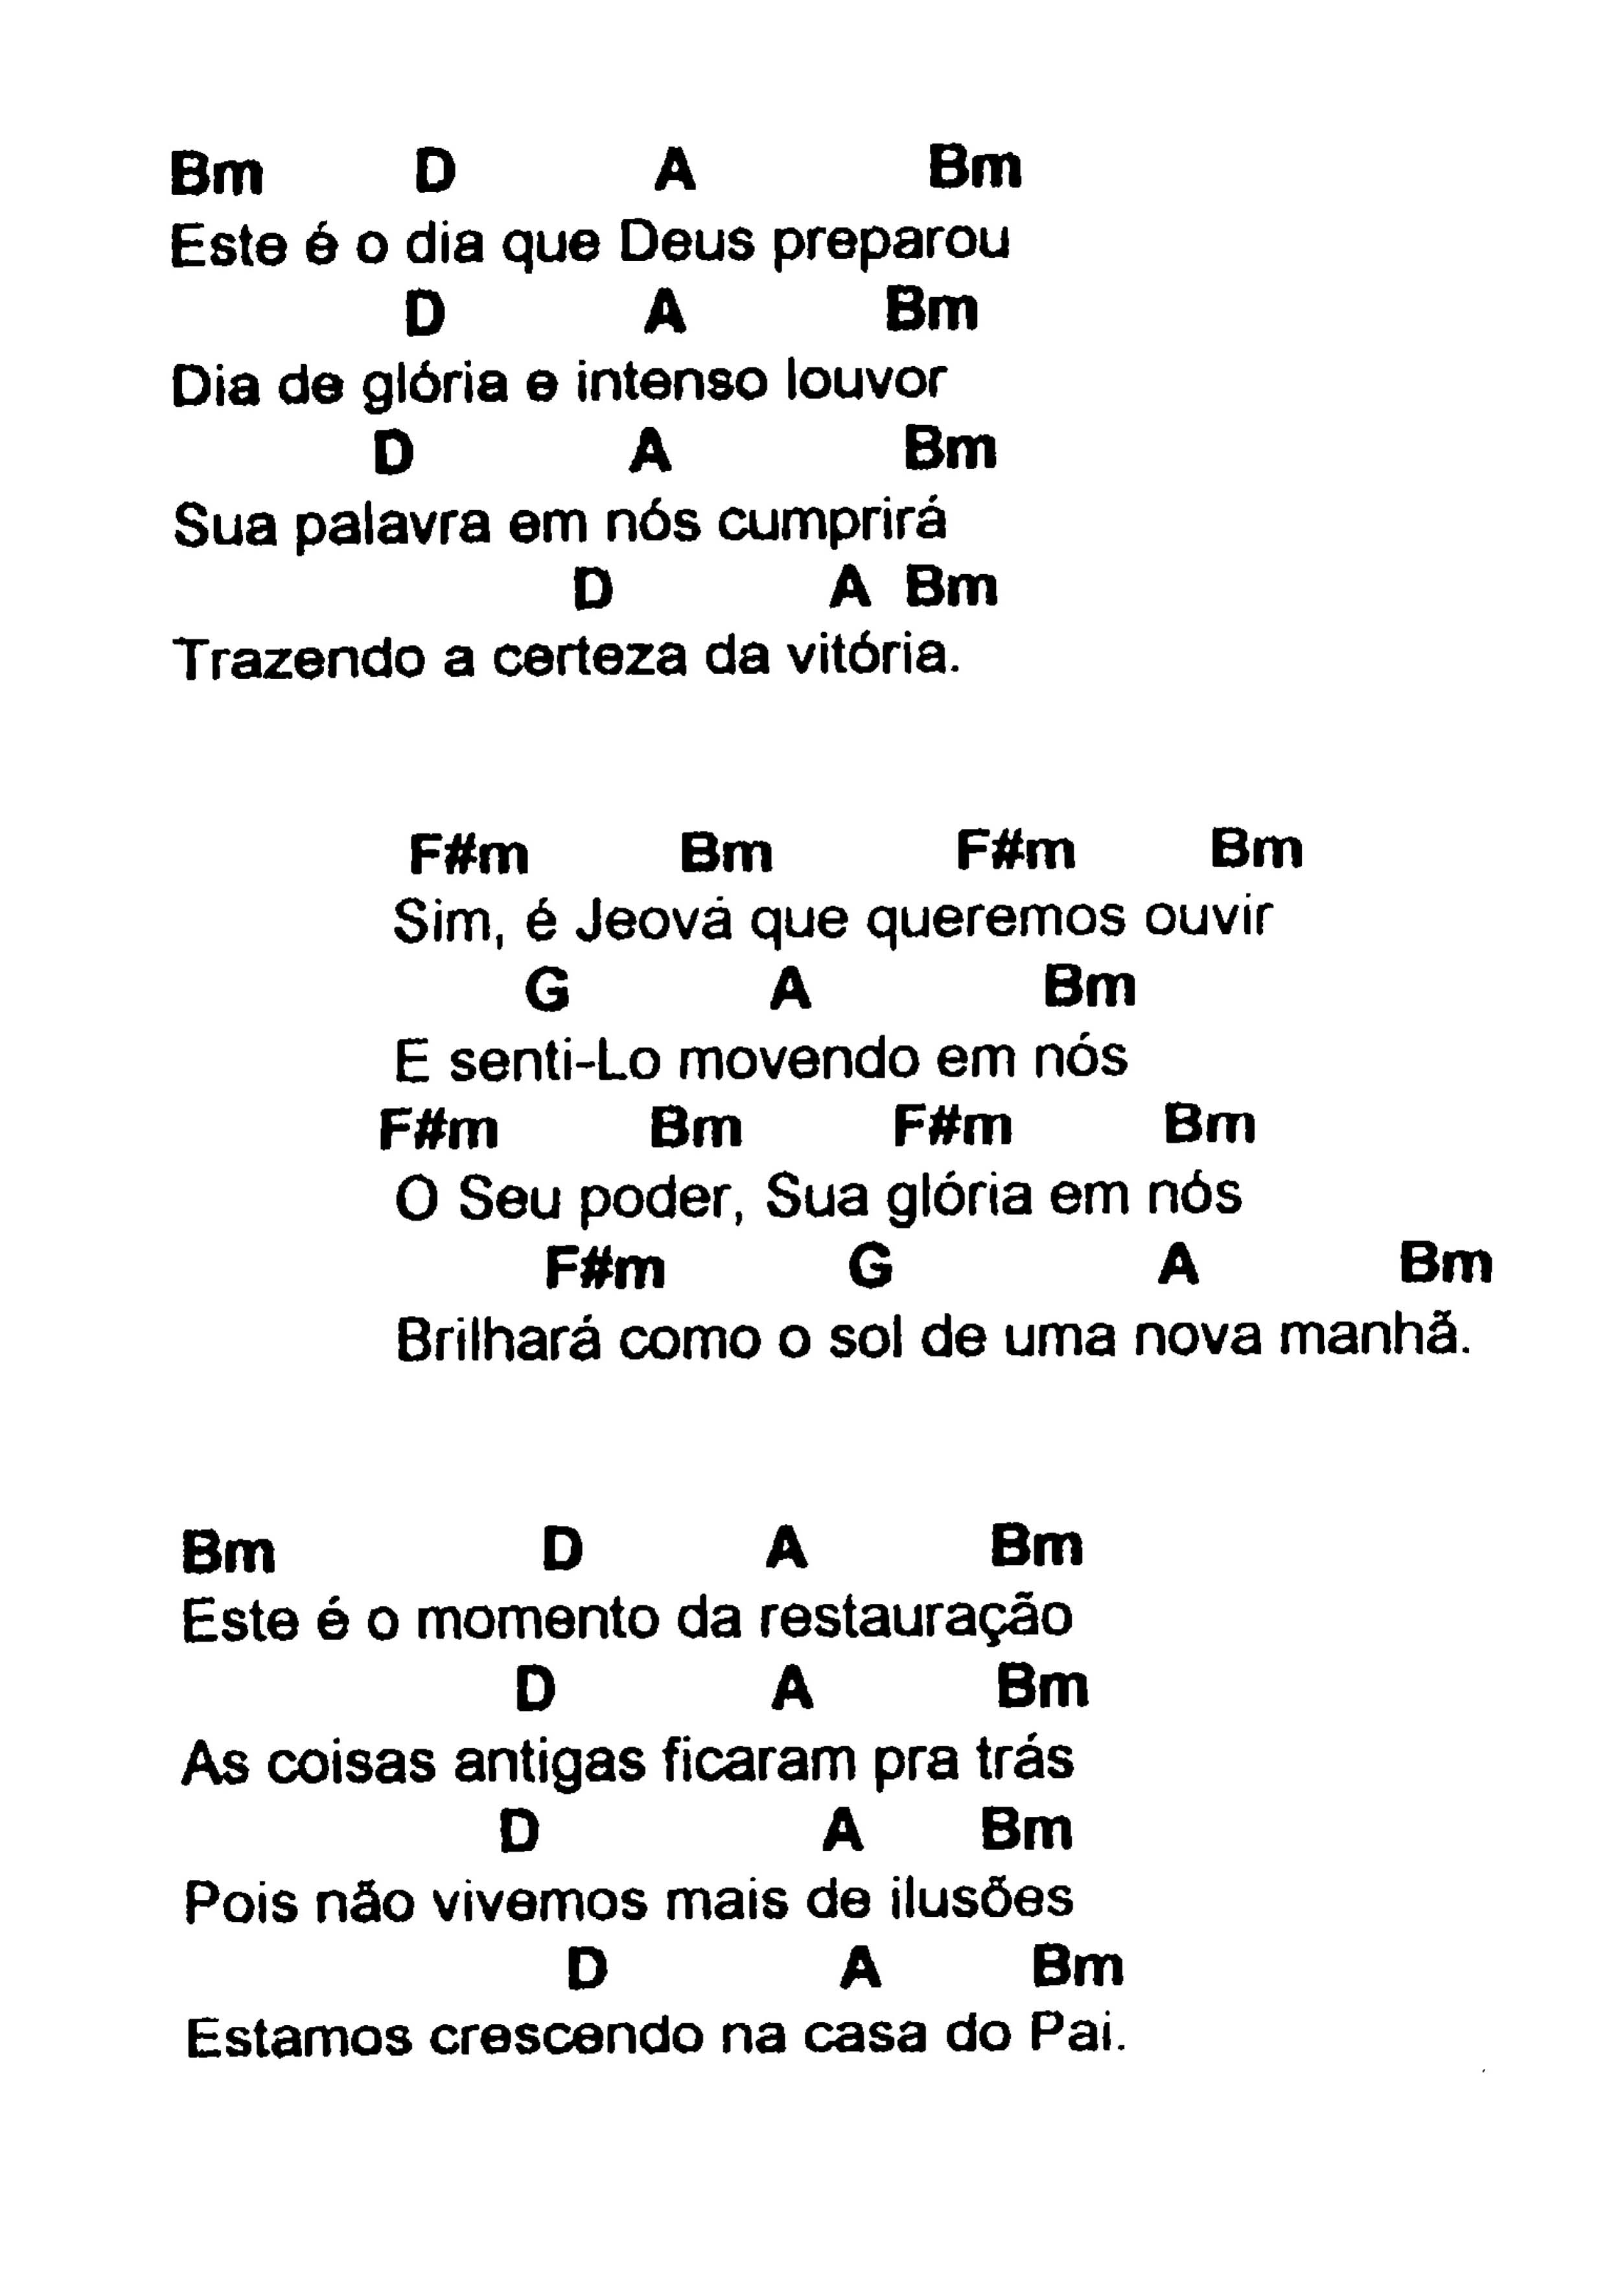 Bm D A Bm
Este é o dia que Deus preparou
D A Bm
Dia de glória e intenso louvor
D A Bm
Sua palavra em nós cumprirá
D A Bm
Trazendo a certeza da vitória.
F#m Bm F#m Bm
Sim, é Jeová que queremos ouvir
G A Bm
E senti-Lo movendo em nós
F#m Bm F#m Bm
O Seu poder, Sua glória em nós
F#m G A Bm
Brilhará como o sol de uma nova manhã.
Bm D A Bm
Este é o momento da restauração
D A Bm
As coisas antigas ficaram pra trás
D A Bm
Pois não vivemos mais de ilusões
D A Bm
Estamos crescendo na casa do Pai.